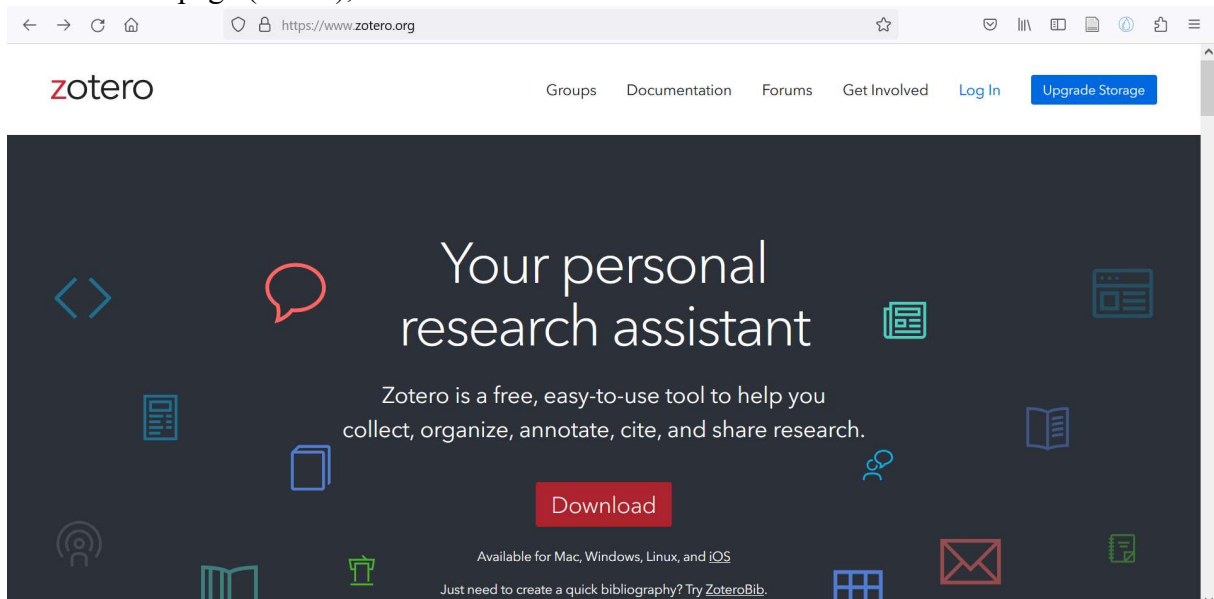 https://www.zotero.org
zotero
Groups Documentation Forums Get Involved Log In Upgrade Storage
Your personal
research assistant
Zotero is a free, easy-to-use tool to help you
collect, organize, annotate, cite, and share research.
Download
Available for Mac, Windows, Linux, and iOS
Just need to create a quick bibliography? Try ZoteroBib.